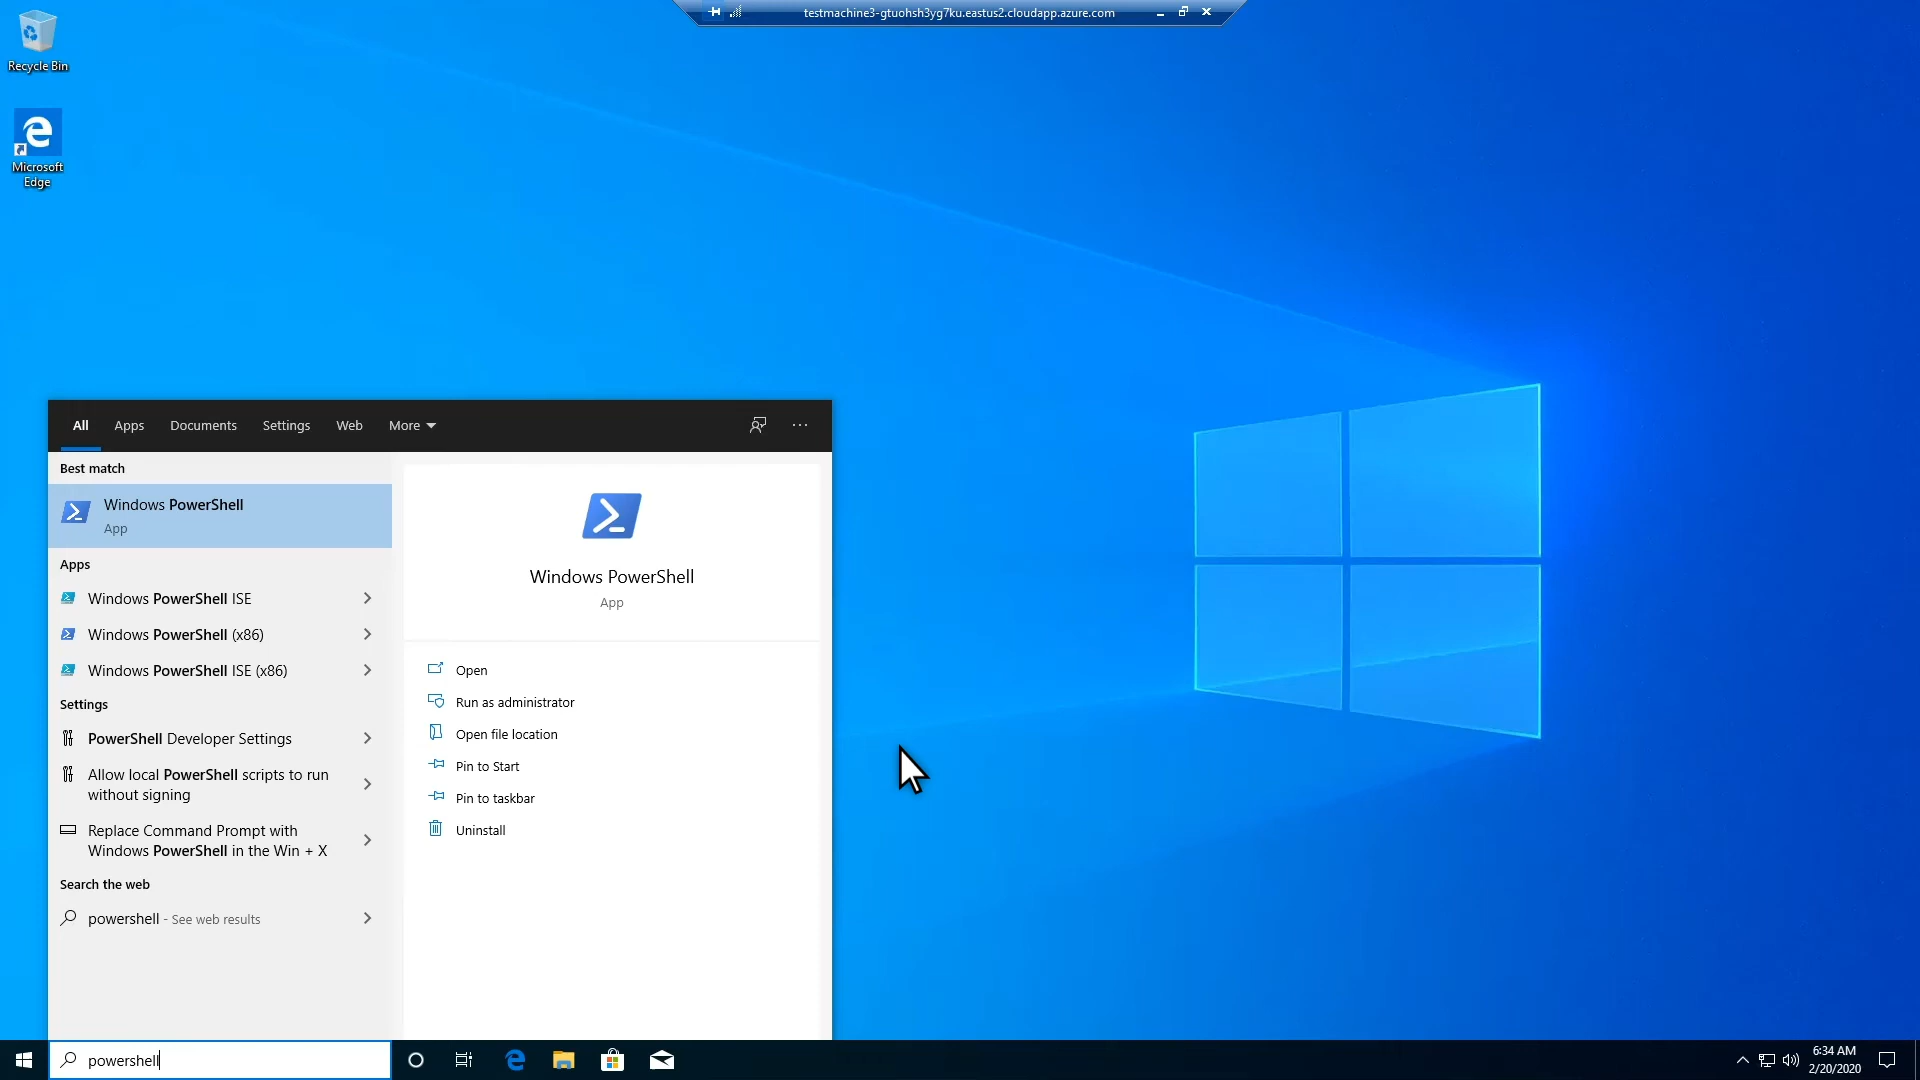 testmachine3-gtuohsh3yg7ku.eastus2.cloudapp.azure.com
Recycle Bin
Microsoft
Edge
All
Apps
Documents
Settings
Web
More
Best match
Windows PowerShell
App
Apps
Windows PowerShell ISE
Windows PowerShell (x86)
Windows PowerShell ISE (x86)
Settings
PowerShell Developer Settings
Allow local PowerShell scripts to run
without signing
Replace Command Prompt with
Windows PowerShell in the Win + X
Search the web
powershell - See web results
Windows PowerShell
App
Open
Run as administrator
Open file location
Pin to Start
Pin to taskbar
Uninstall
powershell
6:34 AM
2/20/2020